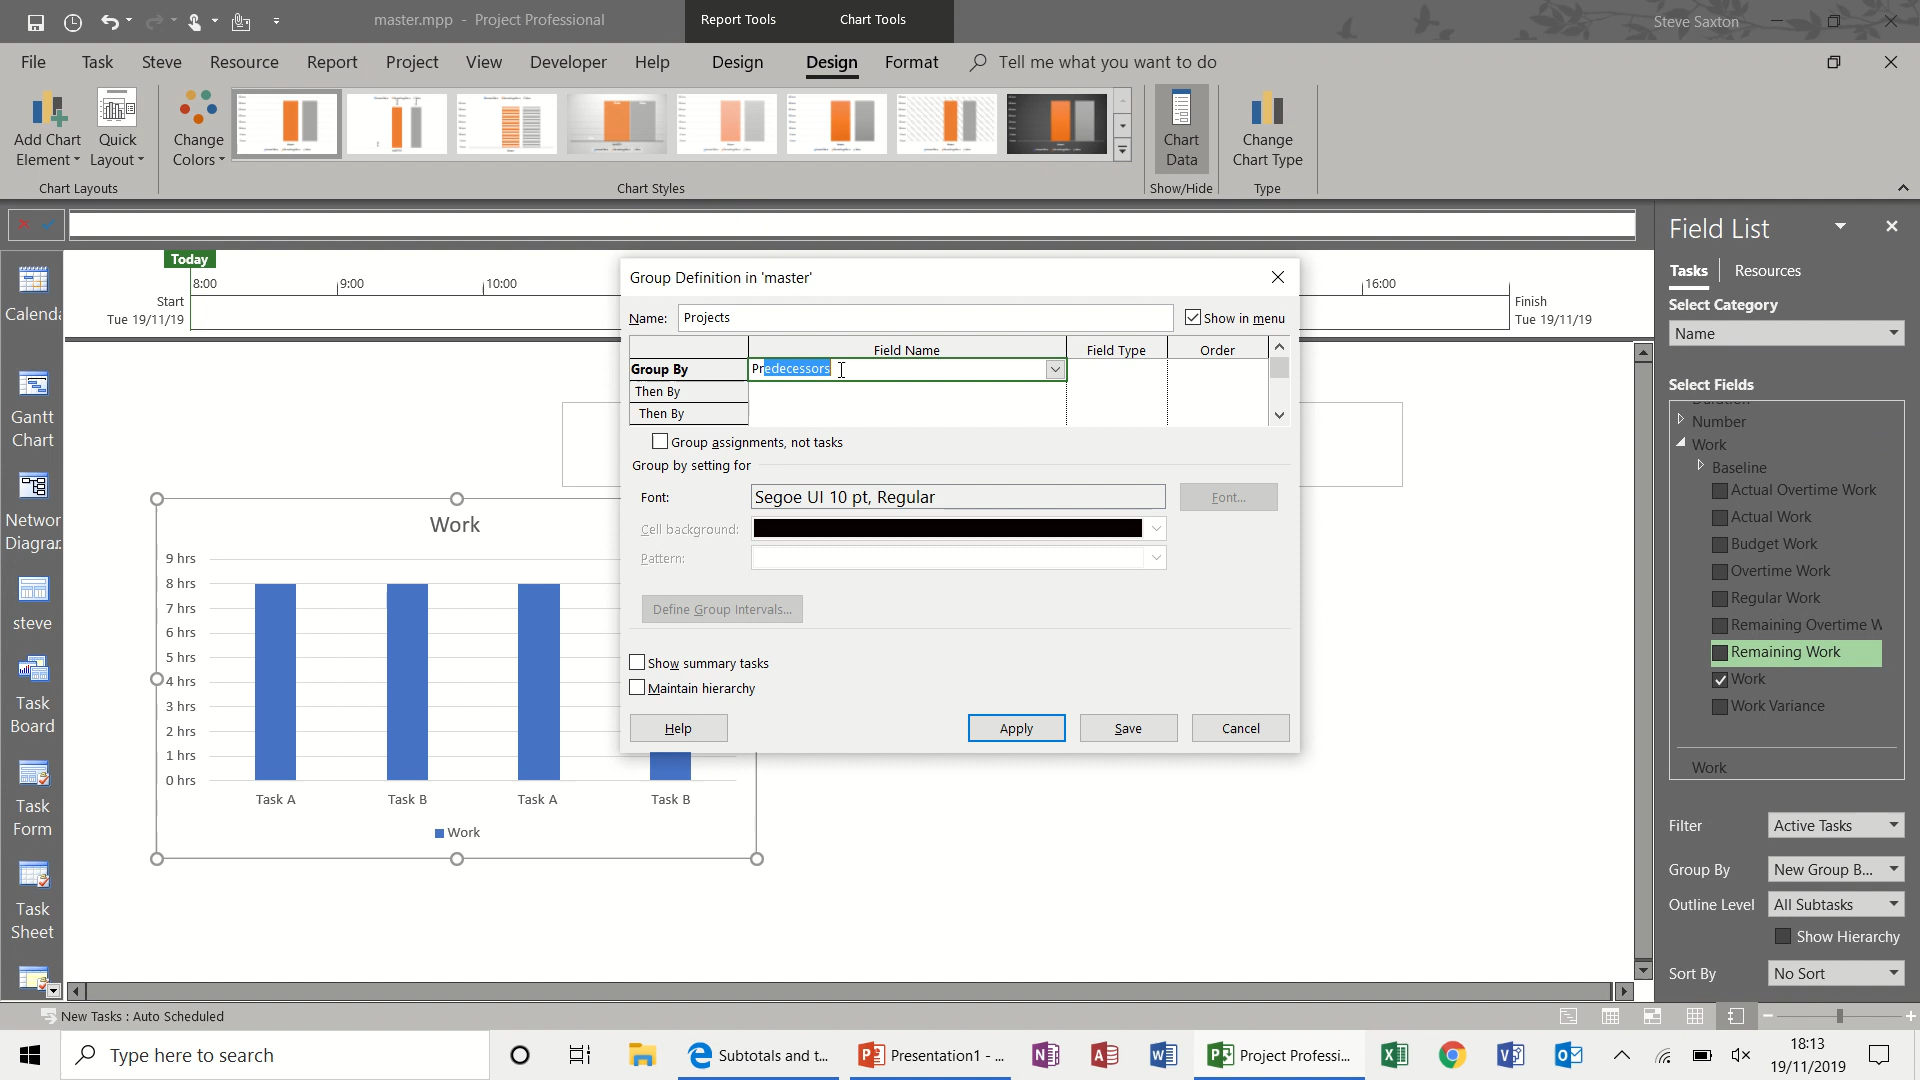 master.mpp - Project Professional
Report Tools
Chart Tools
Steve Saxton
File
Task
Steve
Resource
Report
Project
View
Developer
Help
Design
Design
Format
Tell me what you want to do
Add Chart
Element
Quick
Layout
Change
Colors
Chart
Data
Change
Chart Type
Chart Layouts
Chart Styles
Show/Hide
Type
Today
8:00
9:00
10:00
16:00
Start
Tue 19/11/19
Finish
Tue 19/11/19
Calenda
Gantt
Chart
Networ
Diagrar
steve
Task
Board
Task
Form
Task
Sheet
Work
9 hrs
8 hrs
7 hrs
6 hrs
5 hrs
4 hrs
3 hrs
2 hrs
1 hrs
0 hrs
Task A
Task B
Task A
Task B
Work
Group Definition in 'master'
Name:
Projects
Show in menu
Field Name
Field Type
Order
Group By
Predecessors
Then By
Then By
Group assignments, not tasks
Group by setting for
Font:
Segoe UI 10 pt, Regular
Font...
Cell background:
Pattern:
Define Group Intervals...
Show summary tasks
Maintain hierarchy
Help
Apply
Save
Cancel
Field List
Tasks
Resources
Select Category
Name
Select Fields
Duration
Number
Work
Baseline
Actual Overtime Work
Actual Work
Budget Work
Overtime Work
Regular Work
Remaining Overtime W
Remaining Work
Work
Work Variance
Work
Filter
Active Tasks
Group By
New Group B...
Outline Level
All Subtasks
Show Hierarchy
Sort By
No Sort
New Tasks : Auto Scheduled
Type here to search
Subtotals and t...
Presentation1 - ...
Project Professi...
18:13
19/11/2019